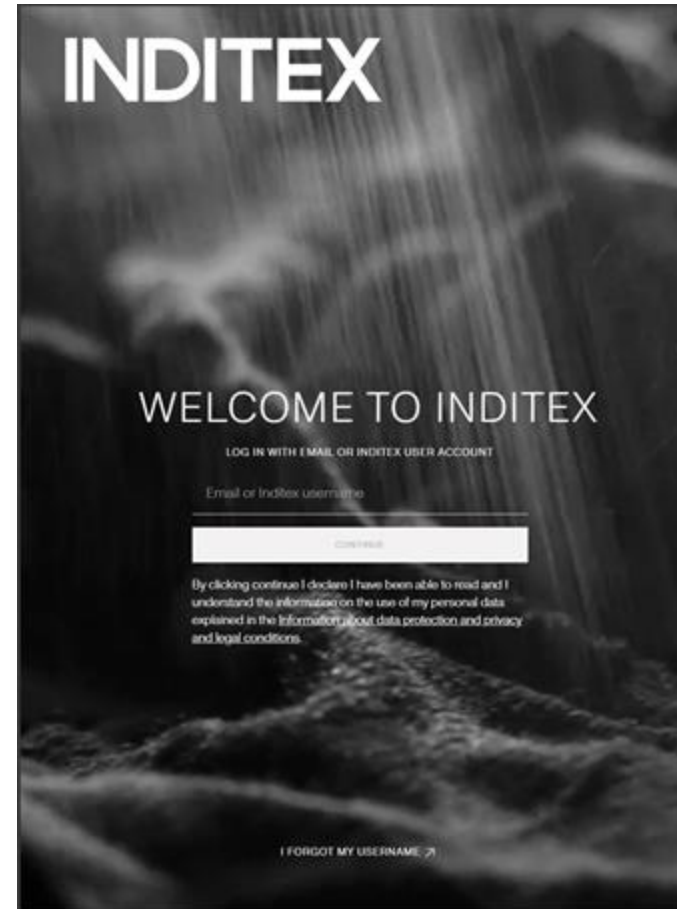 INDITEX
WELCOME TO INDITEX
LOG IN WITH EMAIL OR INDITEX USER ACCOUNT
Email or Inditex username
CONTINUE
By clicking continue I declare I have been able to read and I
understand the information on the use of my personal data
explained in the Information about data protection and privacy
and legal conditions.
I FORGOT MY USERNAME ↗